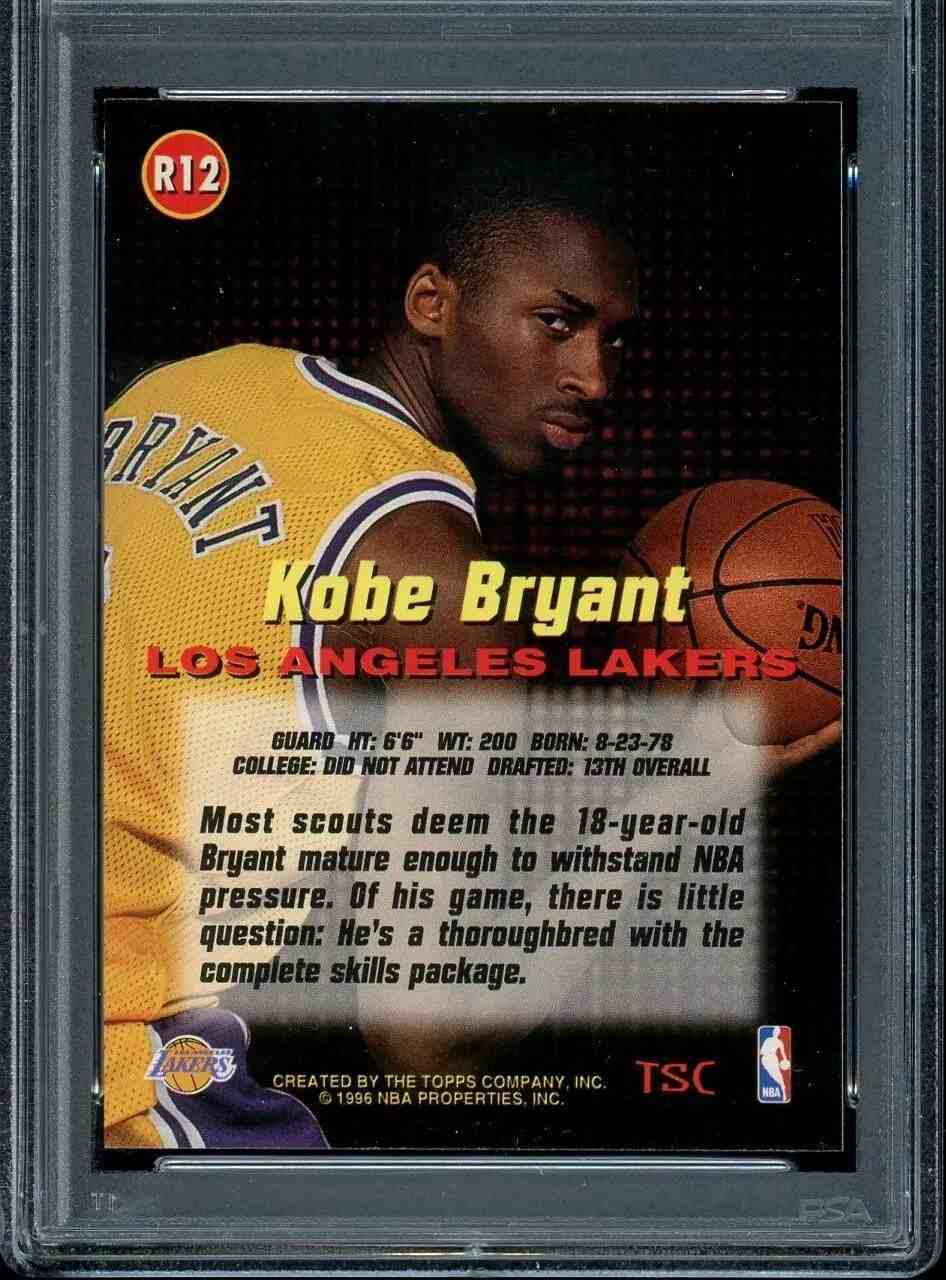 R12
BRYANT
Kobe Bryant
LOS ANGELES LAKERS
GUARD HT: 6'6" WT: 200 BORN: 8-23-78
COLLEGE: DID NOT ATTEND DRAFTED: 13TH OVERALL
Most scouts deem the 18-year-old
Bryant mature enough to withstand NBA
pressure. Of his game, there is little
question: He's a thoroughbred with the
complete skills package.
LOS ANGELES
LAKERS
CREATED BY THE TOPPS COMPANY, INC.
© 1996 NBA PROPERTIES, INC.
TSC
NBA
PSA